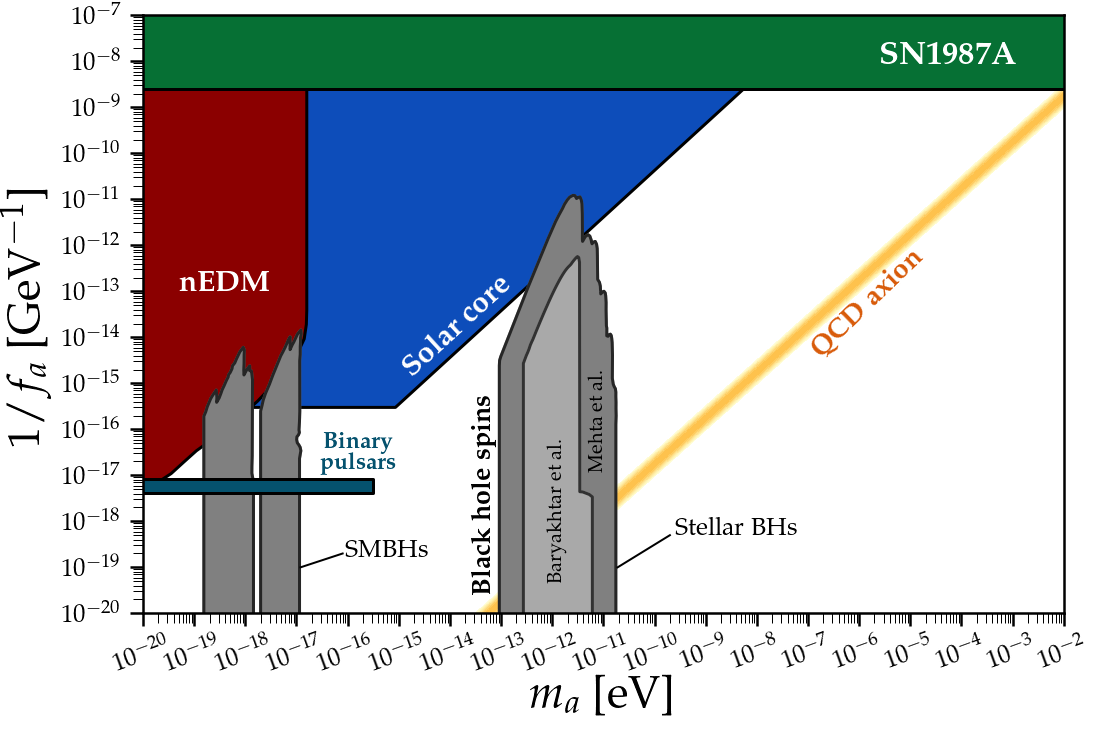 10⁻⁷
10⁻⁸
10⁻⁹
10⁻¹⁰
10⁻¹¹
10⁻¹²
10⁻¹³
10⁻¹⁴
10⁻¹⁵
10⁻¹⁶
10⁻¹⁷
10⁻¹⁸
10⁻¹⁹
10⁻²⁰
1/fₐ [GeV⁻¹]
SN1987A
nEDM
Solar core
QCD axion
Binary
pulsars
Black hole spins
Baryakhtar et al.
Mehta et al.
SMBHs
Stellar BHs
10⁻²⁰ 10⁻¹⁹ 10⁻¹⁸ 10⁻¹⁷ 10⁻¹⁶ 10⁻¹⁵ 10⁻¹⁴ 10⁻¹³ 10⁻¹² 10⁻¹¹ 10⁻¹⁰ 10⁻⁹ 10⁻⁸ 10⁻⁷ 10⁻⁶ 10⁻⁵ 10⁻⁴ 10⁻³ 10⁻²
mₐ [eV]